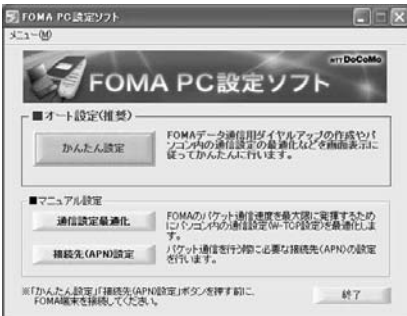 FOMA PC設定ソフト
メニュー(M)
NTT DoCoMo
FOMA PC設定ソフト
■オート設定(推奨)
かんたん設定
FOMAデータ通信用ダイヤルアップの作成やパ
ソコン内の通信設定の最適化などを画面表示に
従ってかんたんに行います。
■マニュアル設定
通信設定最適化
FOMAのパケット通信速度を最大限に発揮するため
にパソコン内の通信設定(W-TCP設定)を最適化しま
す。
接続先(APN)設定
パケット通信を行う際に必要な接続先(APN)の設定
を行います。
※「かんたん設定」「接続先(APN設定)」ボタンを押す前に、
FOMA端末を接続してください。
終了